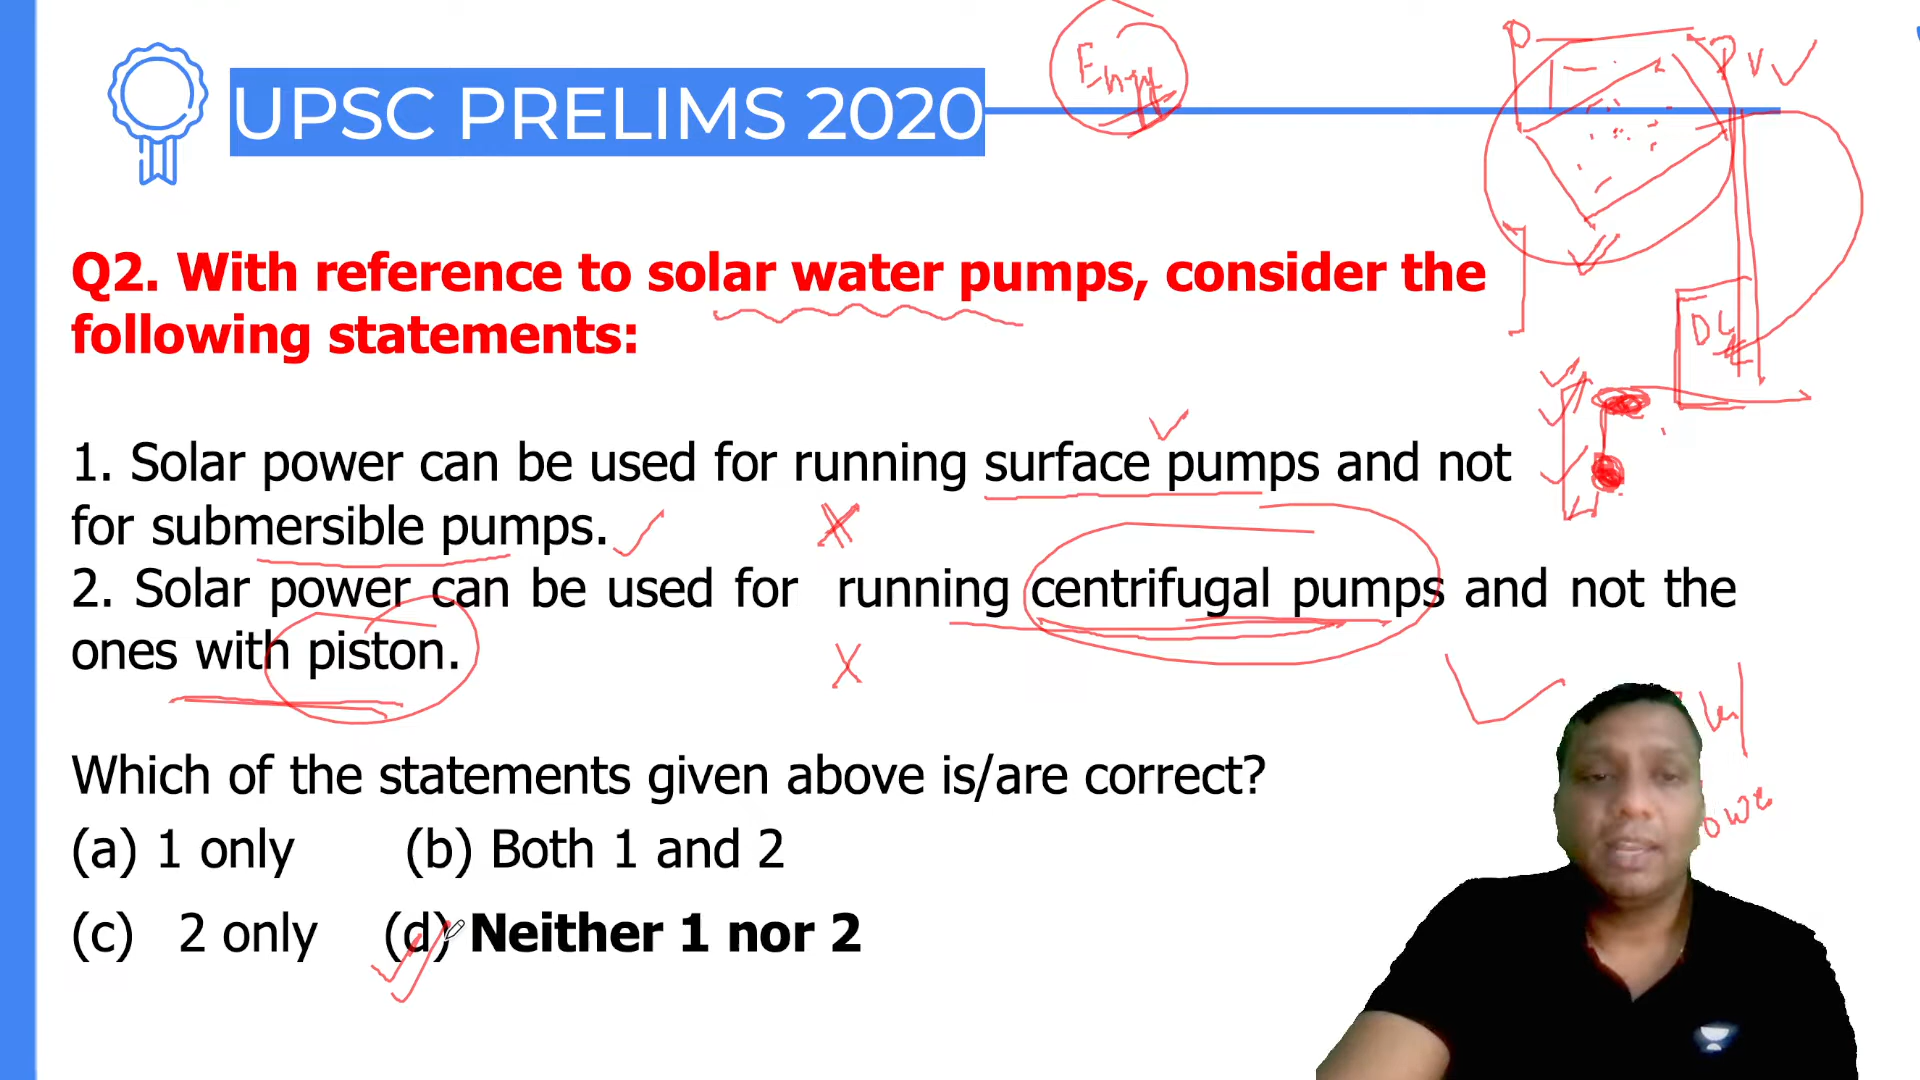 UPSC PRELIMS 2020
Q2. With reference to solar water pumps, consider the
following statements:
1. Solar power can be used for running surface pumps and not
for submersible pumps.
2. Solar power can be used for running centrifugal pumps and not the
ones with piston.
Which of the statements given above is/are correct?
(a) 1 only (b) Both 1 and 2
(c) 2 only (d) Neither 1 nor 2